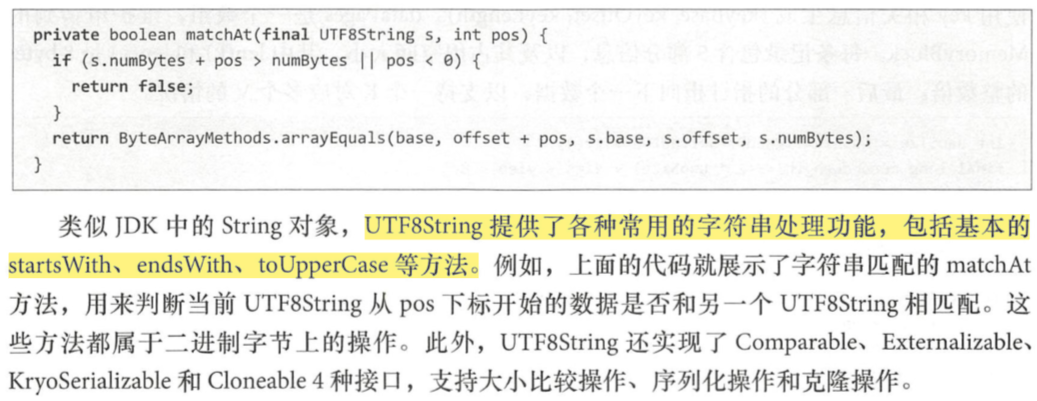 private boolean matchAt(final UTF8String s, int pos) {
if (s.numBytes + pos > numBytes || pos < 0) {
return false;
}
return ByteArrayMethods.arrayEquals(base, offset + pos, s.base, s.offset, s.numBytes);
}
类似 JDK 中的 String 对象，UTF8String 提供了各种常用的字符串处理功能，包括基本的
startsWith、endsWith、toUpperCase 等方法。例如，上面的代码就展示了字符串匹配的 matchAt
方法，用来判断当前 UTF8String 从 pos 下标开始的数据是否和另一个 UTF8String 相匹配。这
些方法都属于二进制字节上的操作。此外，UTF8String 还实现了 Comparable、Externalizable、
KryoSerializable 和 Cloneable 4 种接口，支持大小比较操作、序列化操作和克隆操作。